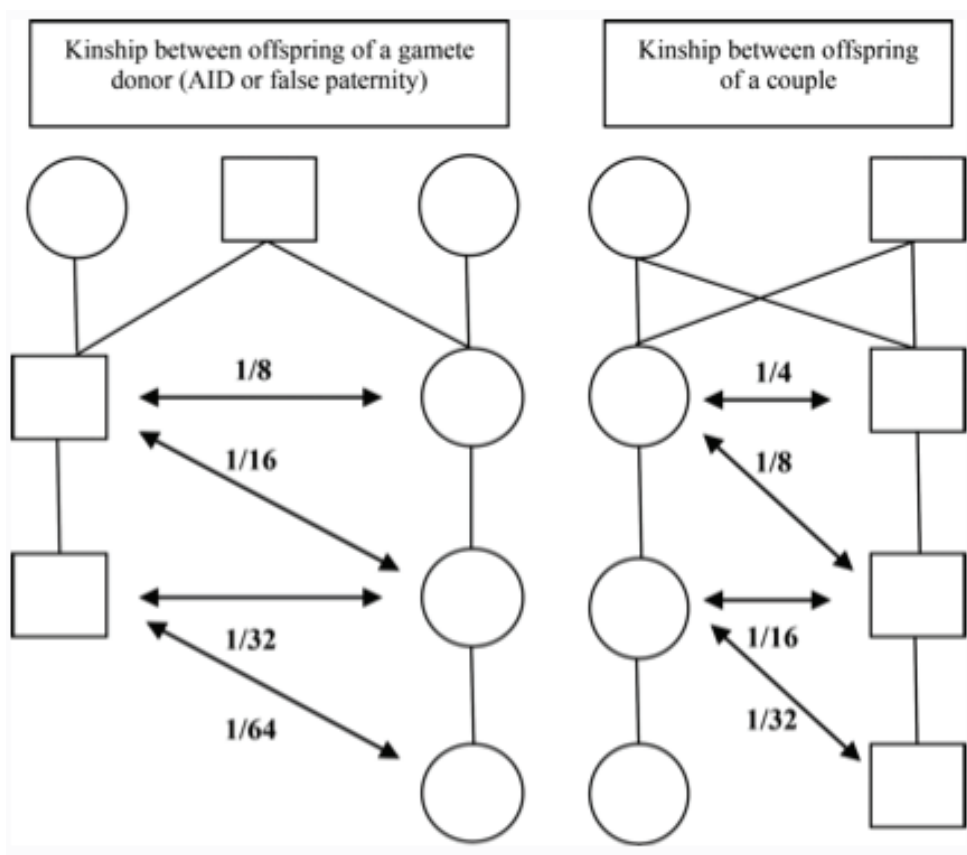 Kinship between offspring of a gamete
donor (AID or false paternity)
Kinship between offspring
of a couple
1/8
1/16
1/32
1/64
1/4
1/8
1/16
1/32